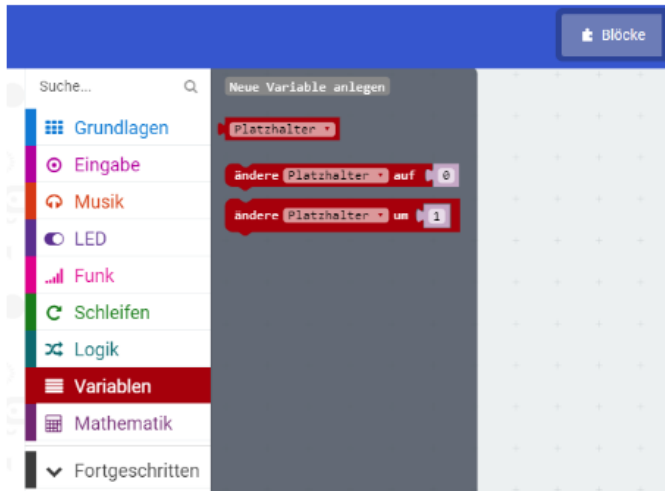 Blöcke
Suche...
Neue Variable anlegen
Grundlagen
Platzhalter
Eingabe
ändere Platzhalter auf 0
Musik
ändere Platzhalter um 1
LED
Funk
Schleifen
Logik
Variablen
Mathematik
Fortgeschritten